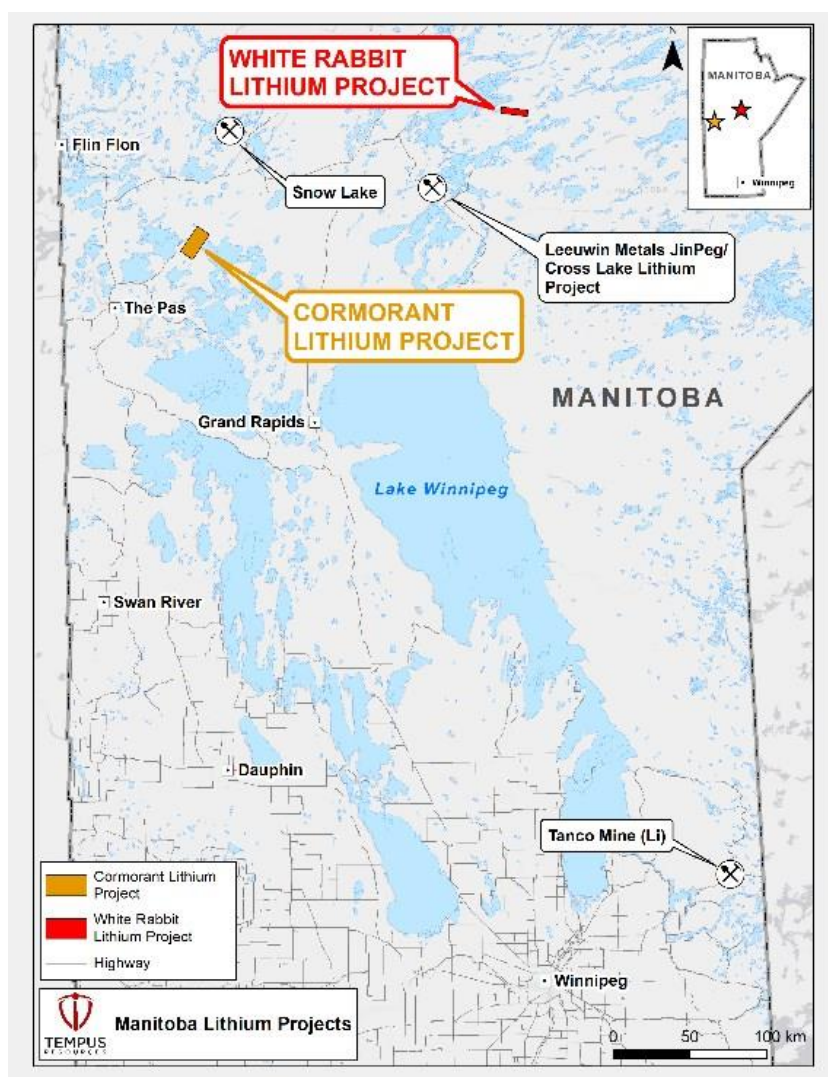 WHITE RABBIT
LITHIUM PROJECT
N
MANITOBA
Winnipeg
Flin Flon
Snow Lake
Leeuwin Metals JinPeg/
Cross Lake Lithium
Project
CORMORANT
LITHIUM PROJECT
The Pas
MANITOBA
Grand Rapids
Lake Winnipeg
Swan River
Dauphin
Tanco Mine (Li)
Cormorant Lithium
Project
White Rabbit
Lithium Project
Highway
Winnipeg
TEMPUS
RESOURCES
Manitoba Lithium Projects
0 50 100 km